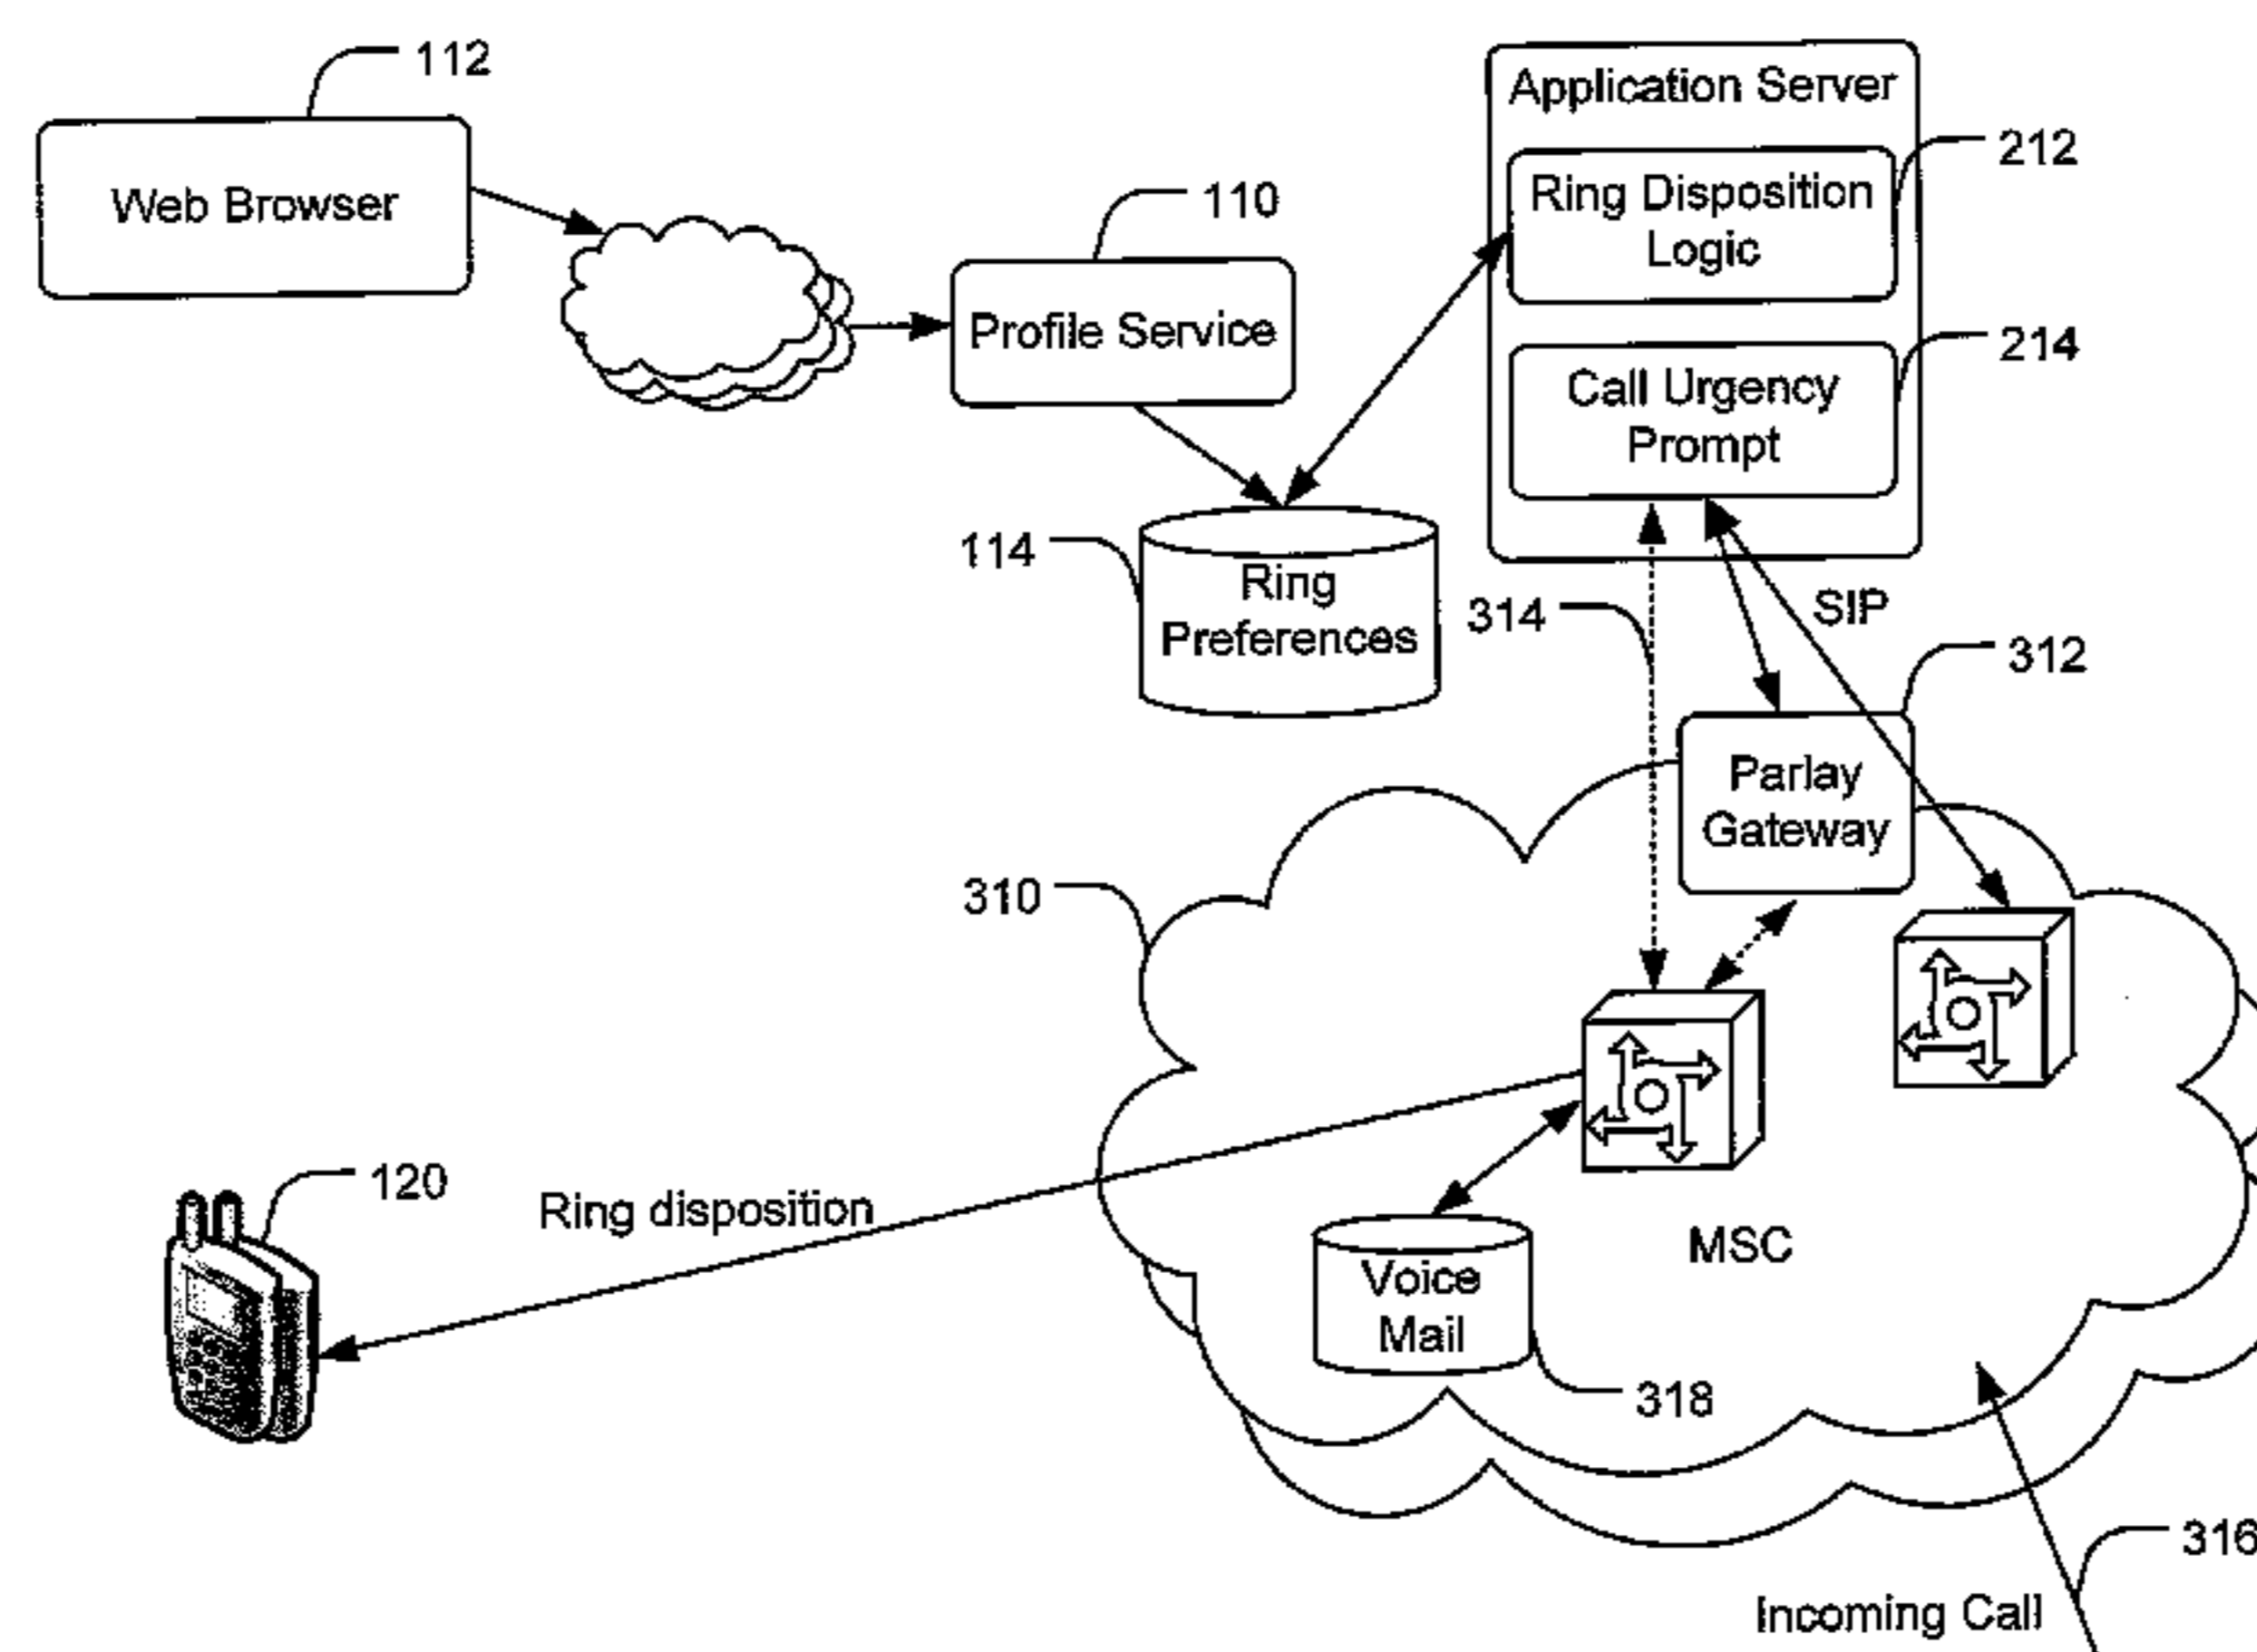 112
Web Browser
Application Server
212
Ring Disposition
Logic
110
Profile Service
214
Call Urgency
Prompt
114
Ring
Preferences
314
SIP
312
Parlay
Gateway
310
120
Ring disposition
MSC
Voice
Mail
318
316
Incoming Call